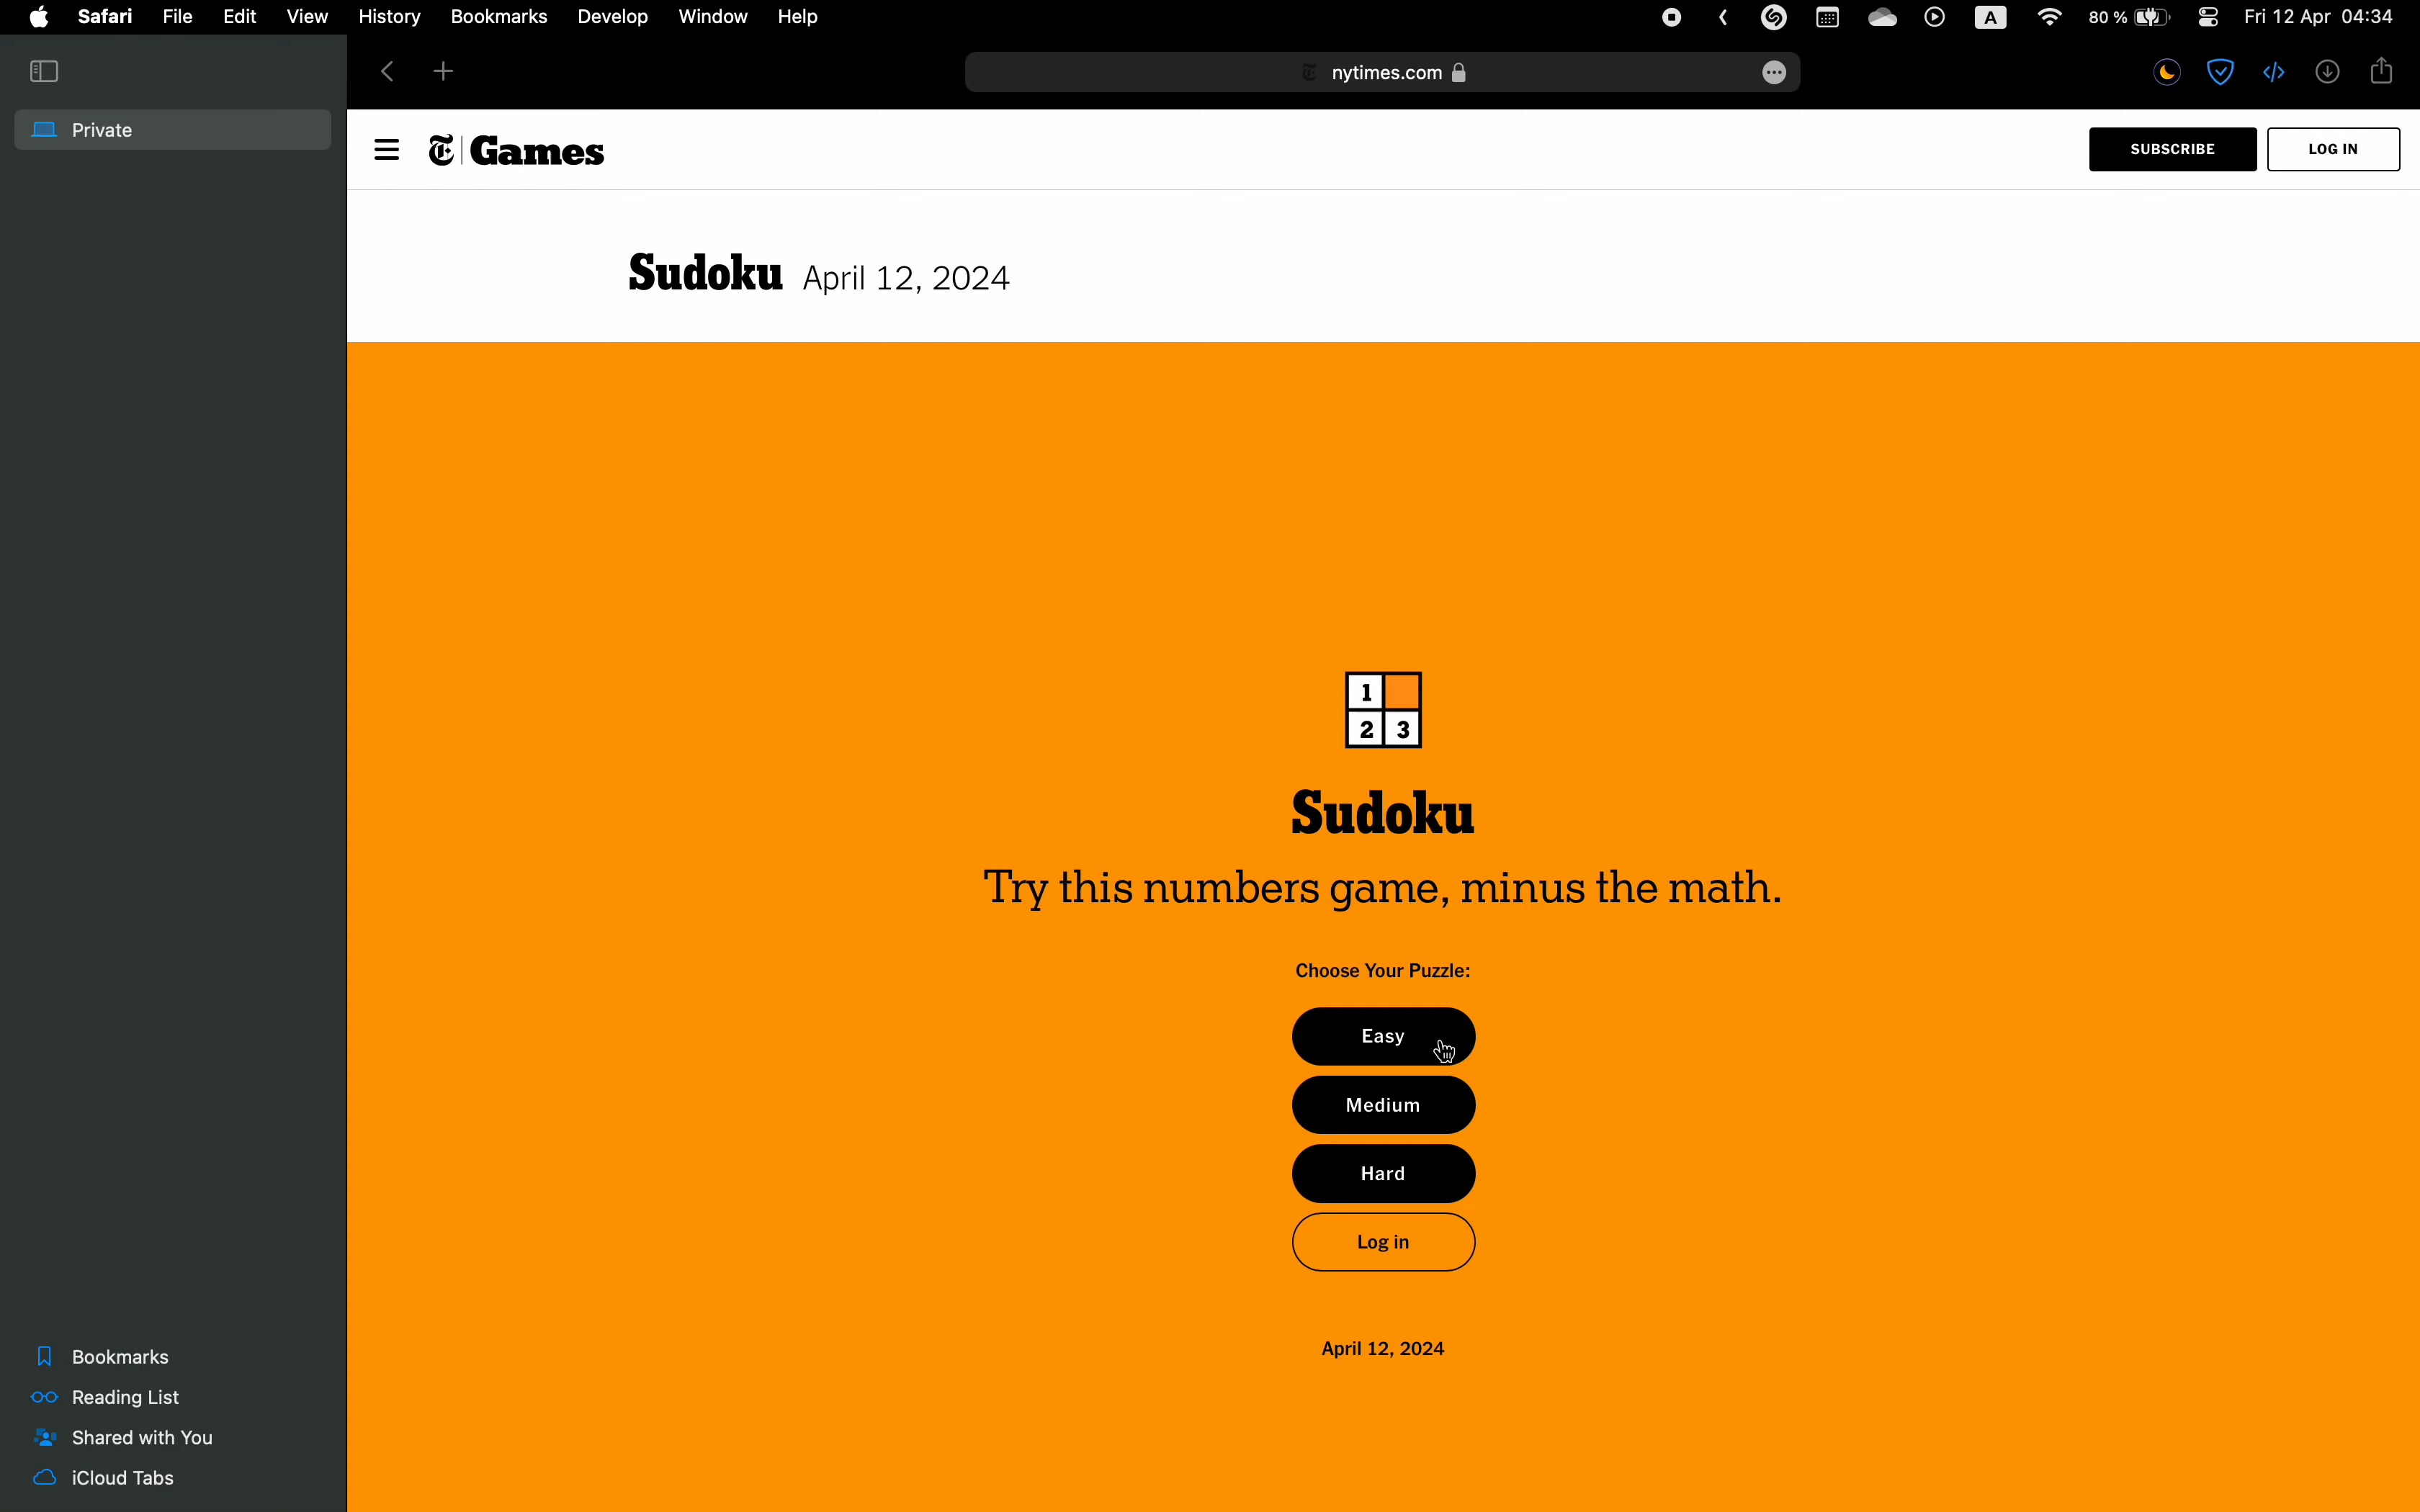 Safari File Edit View History Bookmarks Develop Window Help A 80 % Fri 12 Apr 04:34
nytimes.com
Private
T Games SUBSCRIBE LOG IN
Sudoku April 12, 2024
1
2 3
Sudoku
Try this numbers game, minus the math.
Choose Your Puzzle:
Easy
Medium
Hard
Log in
April 12, 2024
Bookmarks
Reading List
Shared with You
iCloud Tabs